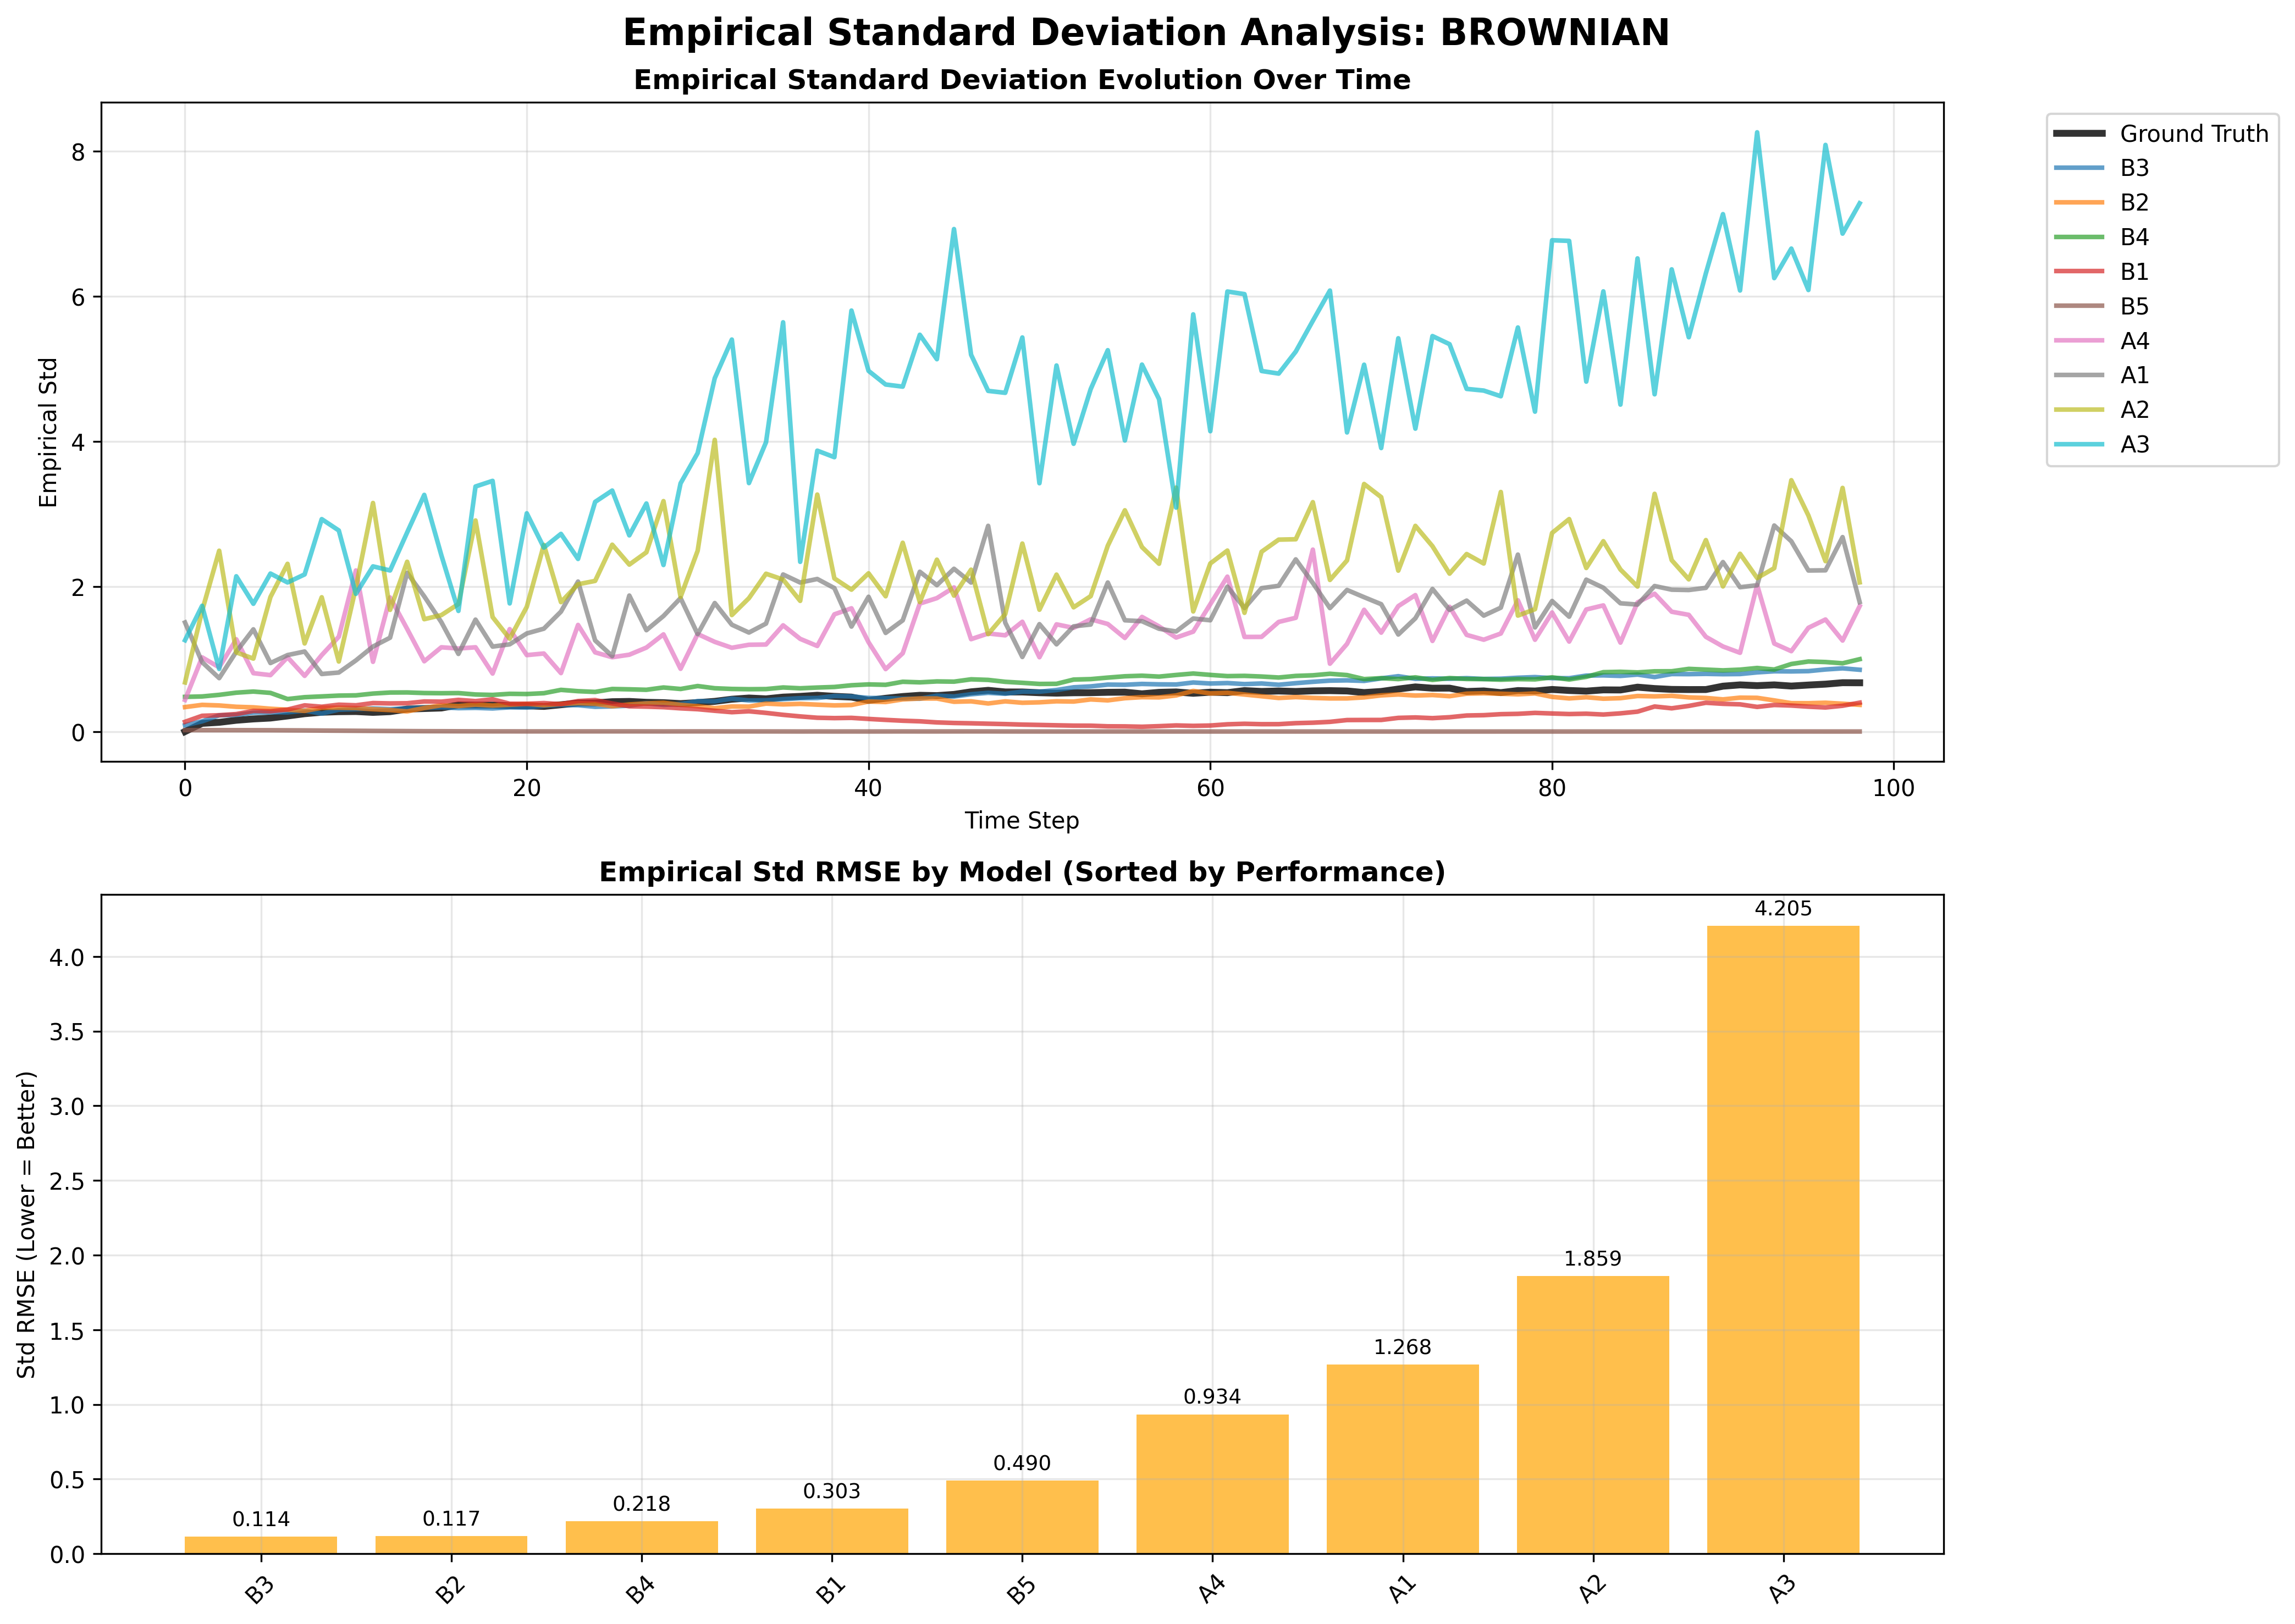 Empirical Standard Deviation Analysis: BROWNIAN
Empirical Standard Deviation Evolution Over Time
Empirical Std
8
6
4
2
0
0 20 40 60 80 100
Time Step
Ground Truth
B3
B2
B4
B1
B5
A4
A1
A2
A3
Empirical Std RMSE by Model (Sorted by Performance)
Std RMSE (Lower = Better)
4.0
3.5
3.0
2.5
2.0
1.5
1.0
0.5
0.0
0.114
0.117
0.218
0.303
0.490
0.934
1.268
1.859
4.205
B3 B2 B4 B1 B5 A4 A1 A2 A3